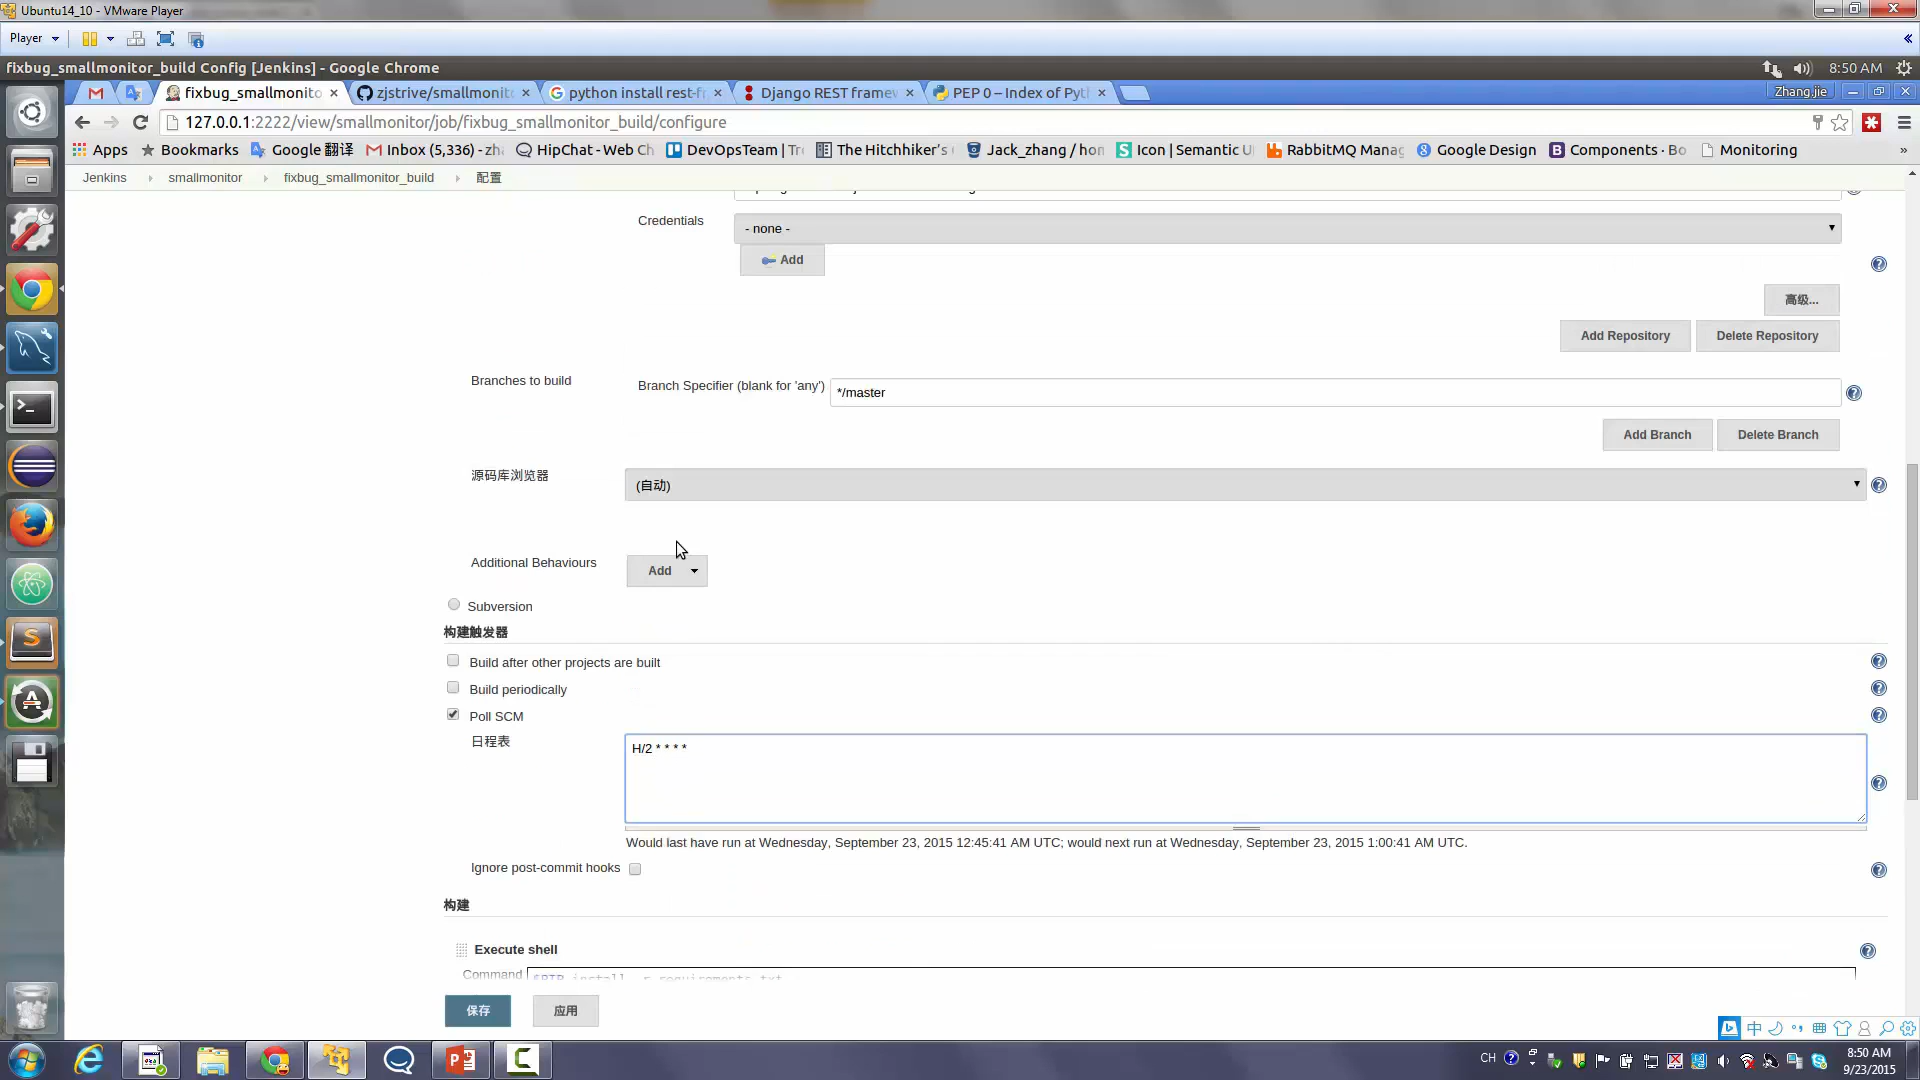 Ubuntu14_10 - VMware Player
Player
fixbug_smallmonitor_build Config [Jenkins] - Google Chrome
8:50 AM
fixbug_smallmonito
zjstrive/smallmonito
python install rest-f
Django REST framew
PEP 0 – Index of Pyt
Zhang.jie
127.0.0.1:2222/view/smallmonitor/job/fixbug_smallmonitor_build/configure
Apps
Bookmarks
Google 翻译
Inbox (5,336) - zh
HipChat - Web C
DevOpsTeam | Tr
The Hitchhiker's
Jack_zhang / hom
Icon | Semantic U
RabbitMQ Manag
Google Design
Components · Bo
Monitoring
»
Jenkins
smallmonitor
fixbug_smallmonitor_build
配置
Credentials
- none -
Add
高级...
Add Repository
Delete Repository
Branches to build
Branch Specifier (blank for 'any')
*/master
Add Branch
Delete Branch
源码库浏览器
(自动)
Additional Behaviours
Add
Subversion
构建触发器
Build after other projects are built
Build periodically
Poll SCM
日程表
H/2 * * * *
Would last have run at Wednesday, September 23, 2015 12:45:41 AM UTC; would next run at Wednesday, September 23, 2015 1:00:41 AM UTC.
Ignore post-commit hooks
构建
Execute shell
Command
$PIP install -r requirements.txt
保存
应用
中
CH
8:50 AM
9/23/2015